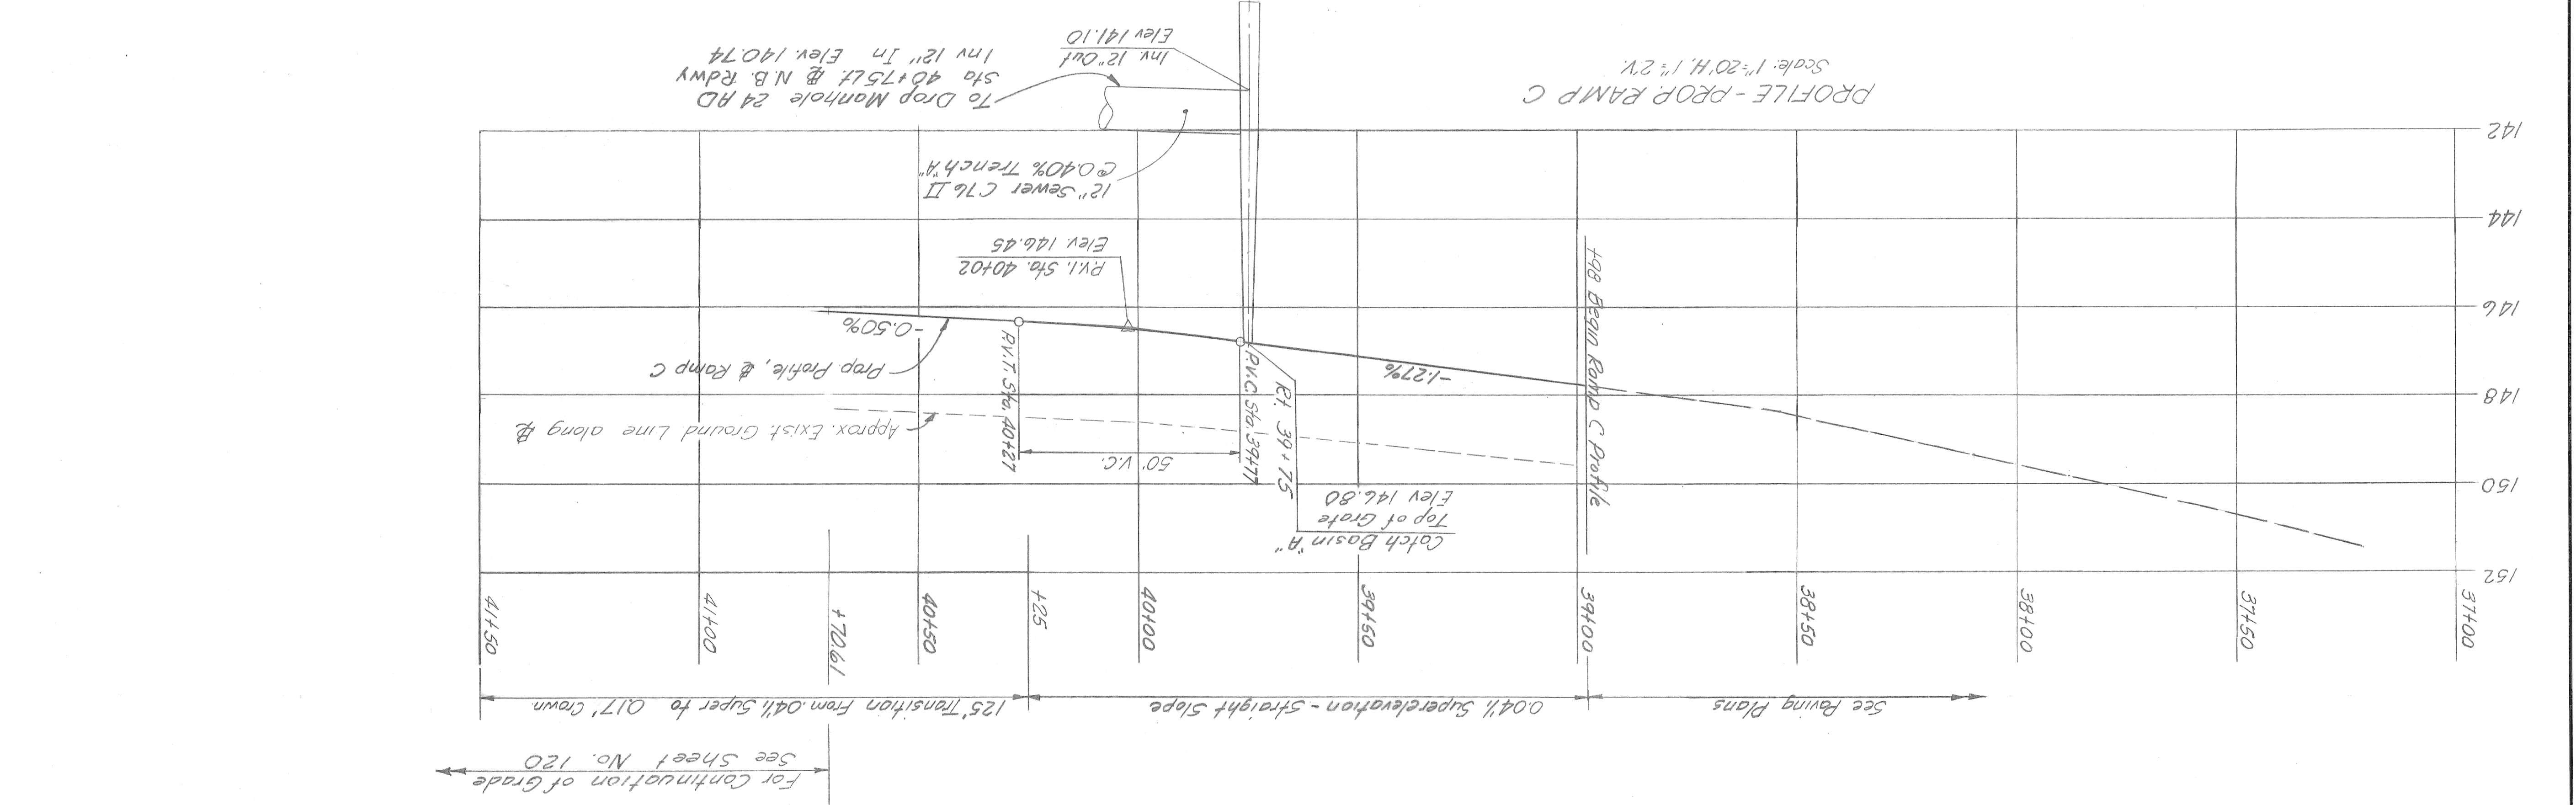 For Continuation of Grade
See Sheet No. 120
See Paving Plans
0.04'/, Superelevation - Straight Slope
125' Transition From .04'/, Super to 0.17' Crown
37+00
37+50
38+00
38+50
39+00
39+50
40+00
+25
40+50
+70.61
41+00
41+50
152
150
148
146
144
142
Catch Basin "A"
Top of Grate
Elev 146.80
Rt. 39+75
+98 Begin Ramp C Profile
50' V.C.
P.V.C. Sta. 39+77
P.V.T. Sta. 40+27
Approx. Exist. Ground Line along ₧
Prop Profile, ₧ Ramp C
-1.27%
-0.50%
P.V.I. Sta. 40+02
Elev. 146.45
12" Sewer C76 II
@ 0.40% Trench "A"
To Drop Manhole 24 AD
Sta 40+75 Lt. ₧ N.B. Rdwy
Inv 12" In Elev. 140.74
Inv. 12" Out
Elev 141.10
PROFILE - PROP. RAMP C
Scale: 1"=20'H, 1"=2'V.